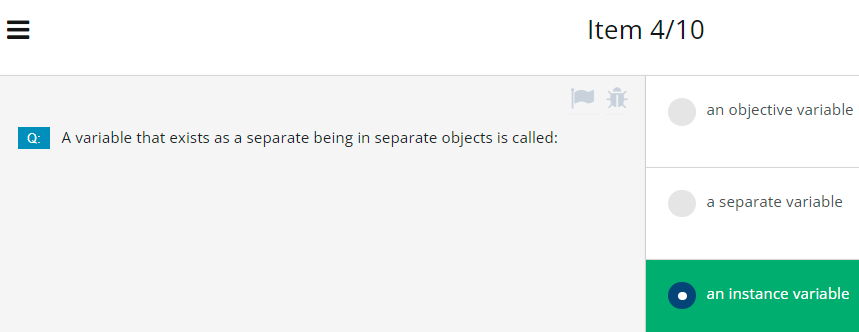 Item 4/10
Q: A variable that exists as a separate being in separate objects is called:
an objective variable
a separate variable
an instance variable